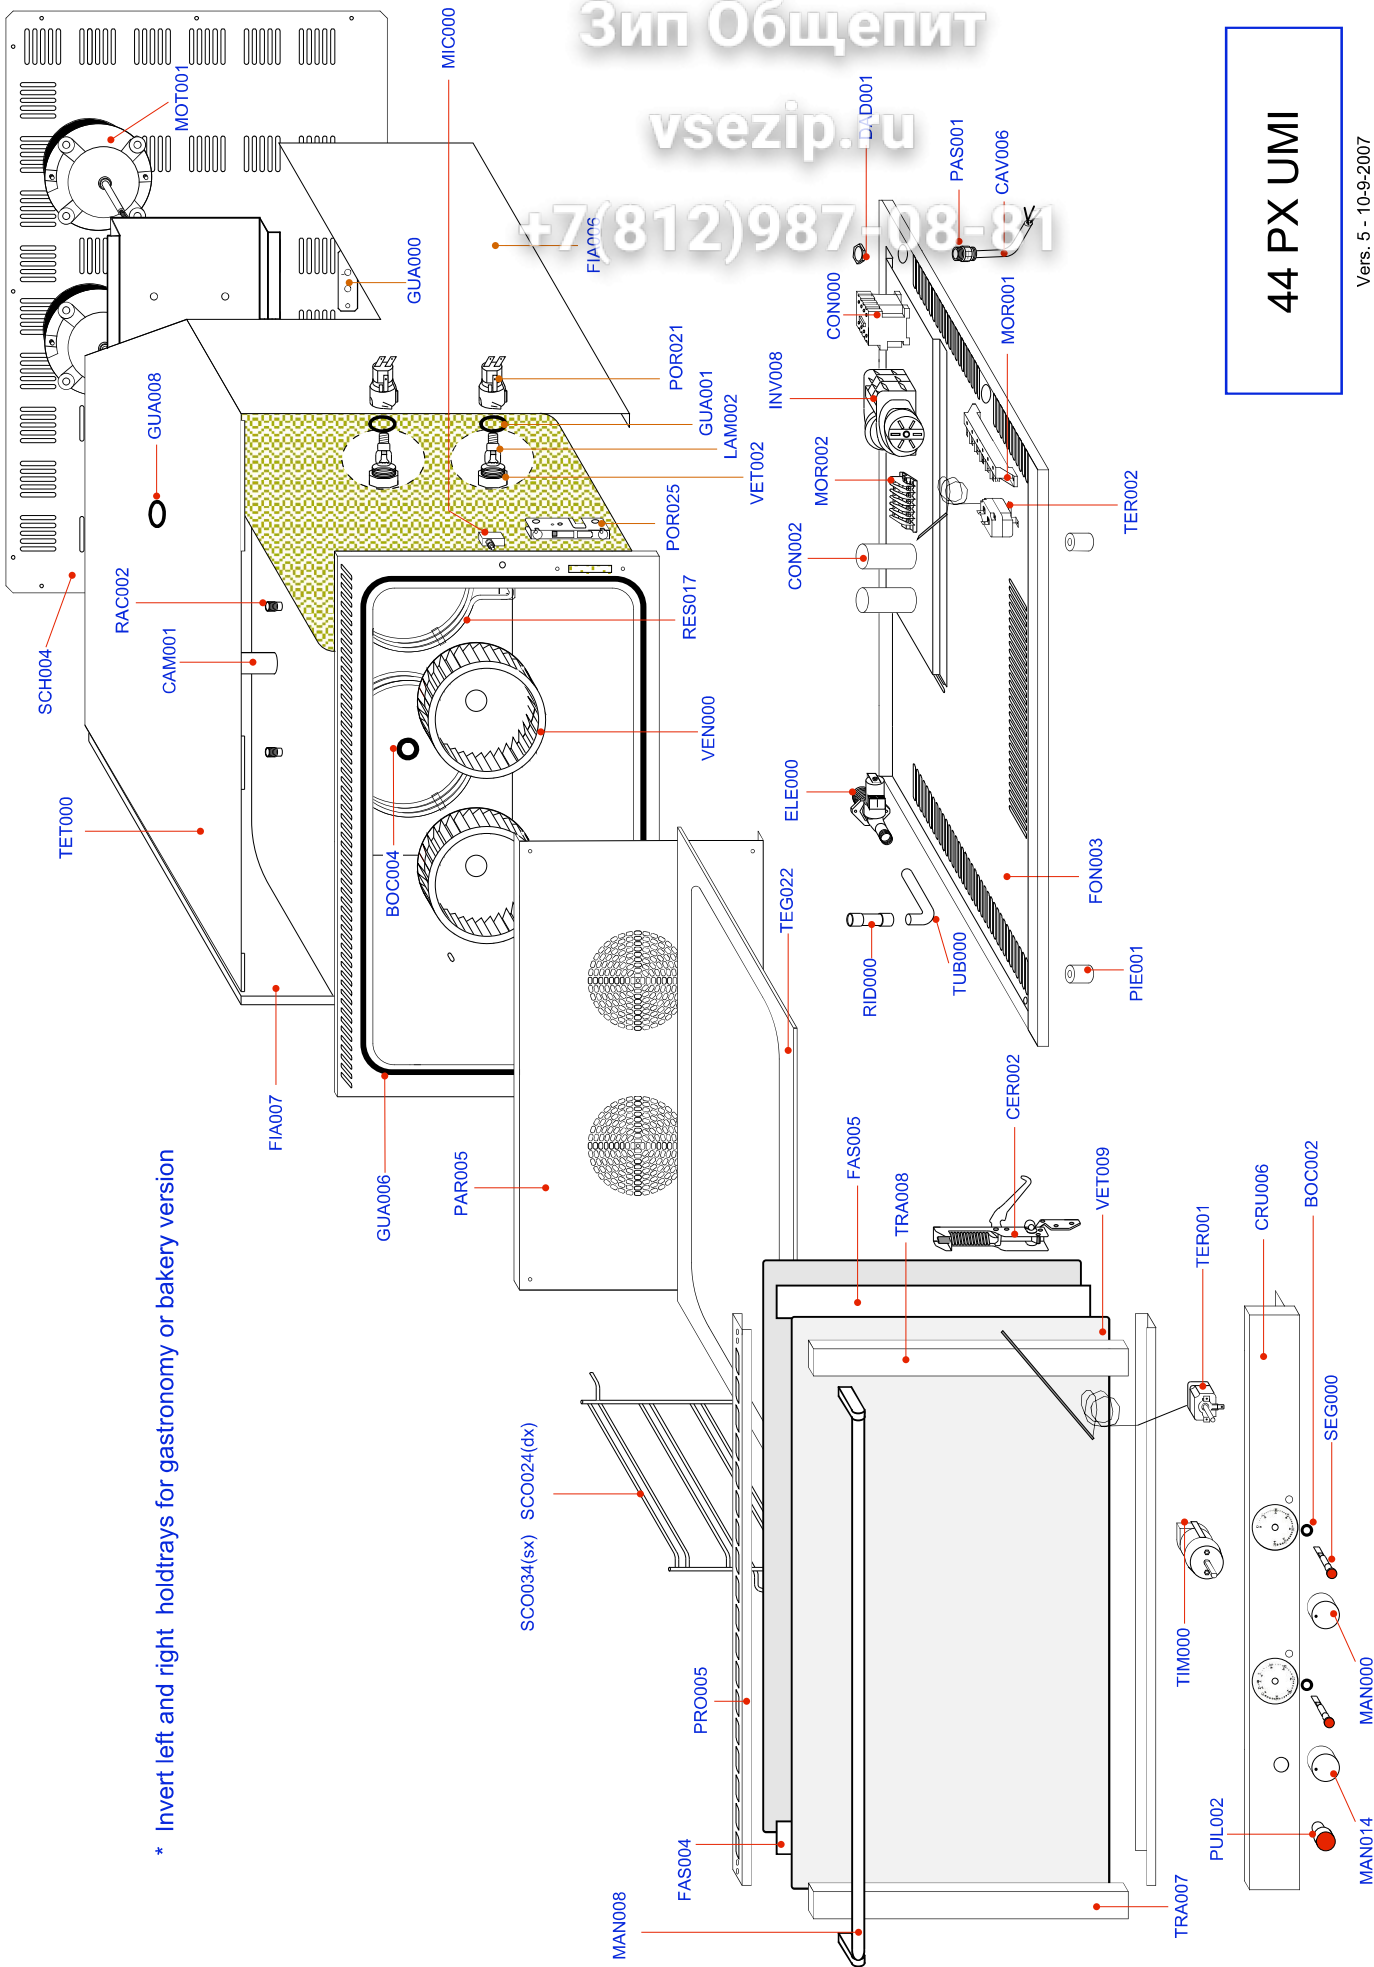 Зип Общепит
vsezip.ru
+7(812)987-08-81
44 PX UMI
Vers. 5 - 10-9-2007
MOT001
MIC000
DAD001
PAS001
CAV006
FIA006
GUA000
CON000
MOR001
INV008
POR021
GUA001
LAM002
VET002
MOR002
TER002
GUA008
POR025
CON002
RAC002
CAM001
SCH004
RES017
VEN000
TET000
BOC004
ELE000
TEG022
FON003
RID000
TUB000
PIE001
FIA007
GUA006
PAR005
CER002
FAS005
TRA008
VET009
TER001
CRU006
BOC002
SEG000
SCO034(sx) SCO024(dx)
PRO005
TIM000
MAN000
PUL002
MAN014
FAS004
MAN008
TRA007
* Invert left and right holdtrays for gastronomy or bakery version